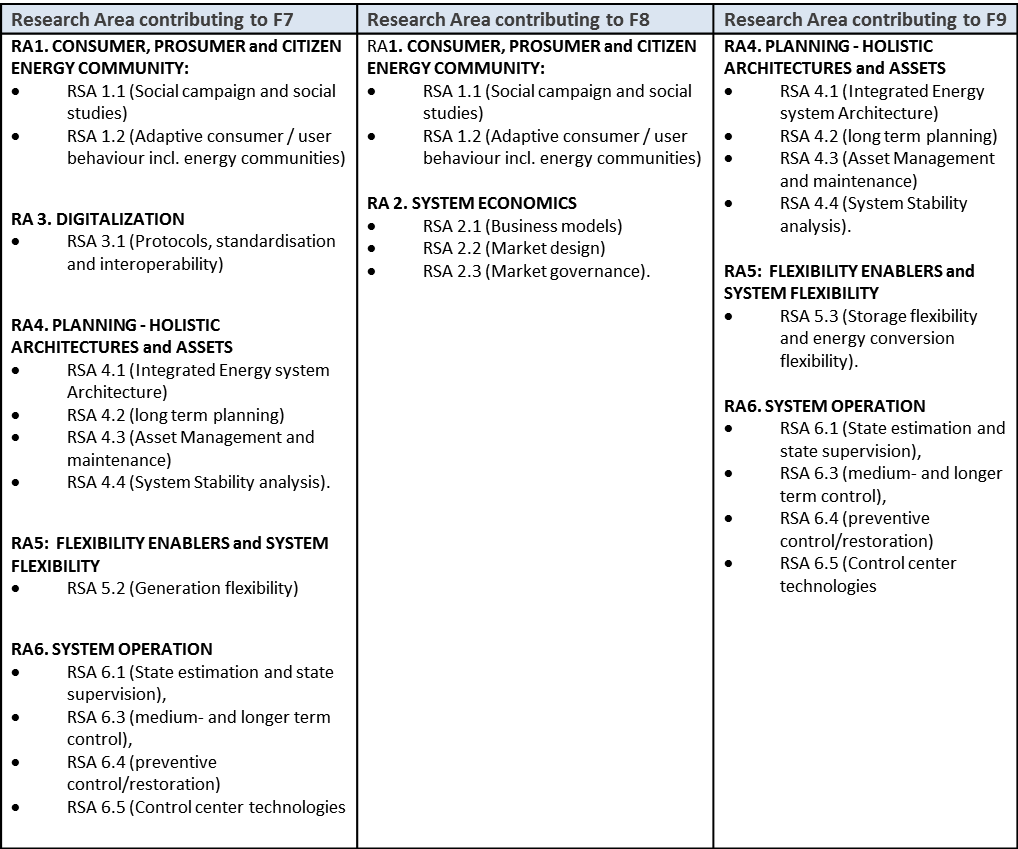 Research Area contributing to F7
RA1. CONSUMER, PROSUMER and CITIZEN
ENERGY COMMUNITY:
• RSA 1.1 (Social campaign and social
studies)
• RSA 1.2 (Adaptive consumer / user
behaviour incl. energy communities)
RA 3. DIGITALIZATION
• RSA 3.1 (Protocols, standardisation
and interoperability)
RA4. PLANNING - HOLISTIC
ARCHITECTURES and ASSETS
• RSA 4.1 (Integrated Energy system
Architecture)
• RSA 4.2 (long term planning)
• RSA 4.3 (Asset Management and
maintenance)
• RSA 4.4 (System Stability analysis).
RA5: FLEXIBILITY ENABLERS and SYSTEM
FLEXIBILITY
• RSA 5.2 (Generation flexibility)
RA6. SYSTEM OPERATION
• RSA 6.1 (State estimation and state
supervision),
• RSA 6.3 (medium- and longer term
control),
• RSA 6.4 (preventive
control/restoration)
• RSA 6.5 (Control center technologies
Research Area contributing to F8
RA1. CONSUMER, PROSUMER and CITIZEN
ENERGY COMMUNITY:
• RSA 1.1 (Social campaign and social
studies)
• RSA 1.2 (Adaptive consumer / user
behaviour incl. energy communities)
RA 2. SYSTEM ECONOMICS
• RSA 2.1 (Business models)
• RSA 2.2 (Market design)
• RSA 2.3 (Market governance).
Research Area contributing to F9
RA4. PLANNING - HOLISTIC
ARCHITECTURES and ASSETS
• RSA 4.1 (Integrated Energy
system Architecture)
• RSA 4.2 (long term planning)
• RSA 4.3 (Asset Management
and maintenance)
• RSA 4.4 (System Stability
analysis).
RA5: FLEXIBILITY ENABLERS and
SYSTEM FLEXIBILITY
• RSA 5.3 (Storage flexibility
and energy conversion
flexibility).
RA6. SYSTEM OPERATION
• RSA 6.1 (State estimation and
state supervision),
• RSA 6.3 (medium- and longer
term control),
• RSA 6.4 (preventive
control/restoration)
• RSA 6.5 (Control center
technologies